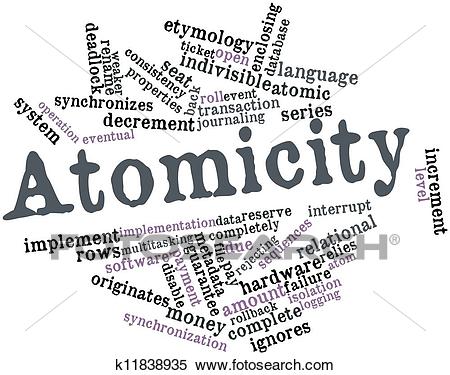 etymology
enclosing
database
ticket
open
indivisible
language
deadlock
rename
weaker
consistency
properties
seat
back
atomic
synchronizes
roll
event
transaction
series
system
operation
eventual
decrement
journaling
Atomicity
increment
level
implement
implementation
data
reserve
interrupt
rows
multitasking
completely
software
metadata
file
pay
due
rejecting
sequences
relational
FOTOSEARCH ®
payment
guarantee
hardware
relies
atom
originates
disable
amount
failure
isolation
logging
synchronization
money
rollback
complete
ignores
k11838935 www.fotosearch.com